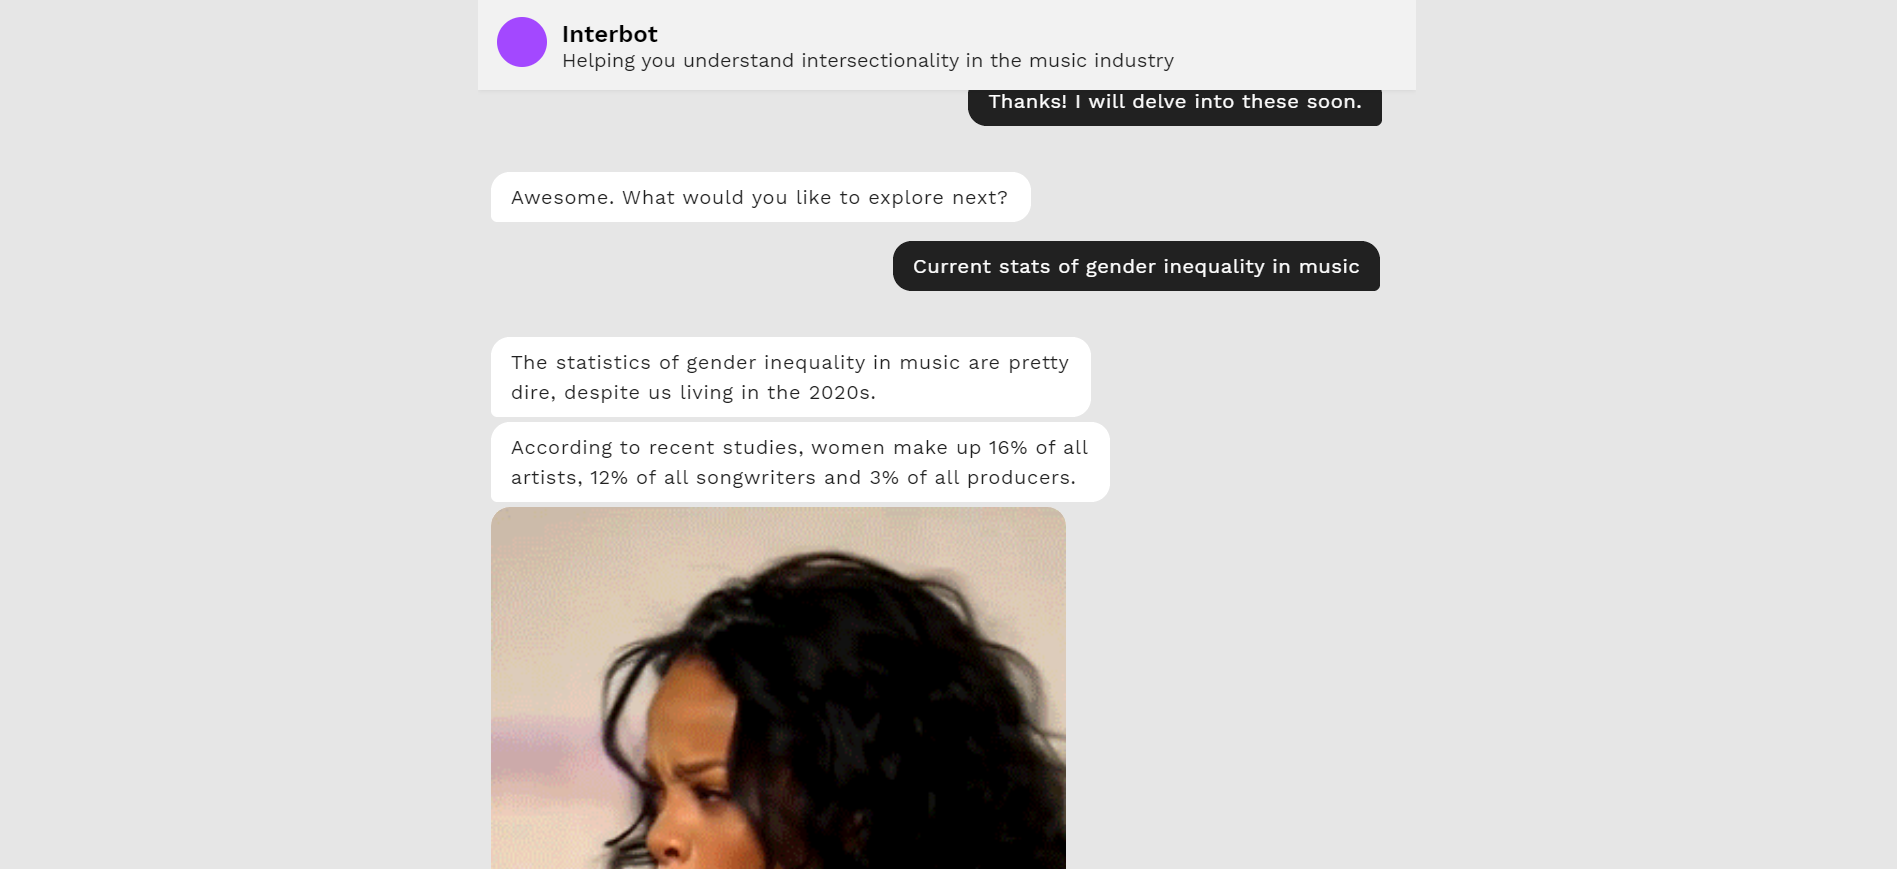 Interbot
Helping you understand intersectionality in the music industry
Thanks! I will delve into these soon.
Awesome. What would you like to explore next?
Current stats of gender inequality in music
The statistics of gender inequality in music are pretty
dire, despite us living in the 2020s.
According to recent studies, women make up 16% of all
artists, 12% of all songwriters and 3% of all producers.